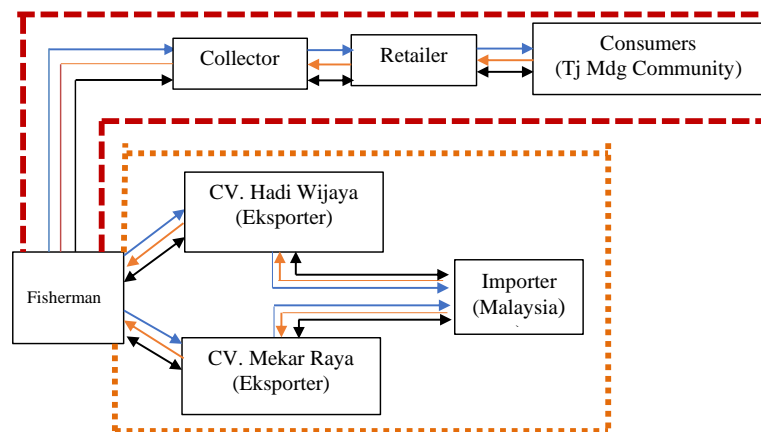 Collector
Retailer
Consumers
(Tj Mdg Community)
CV. Hadi Wijaya
(Eksporter)
Fisherman
Importer
(Malaysia)
)
CV. Mekar Raya
(Eksporter)